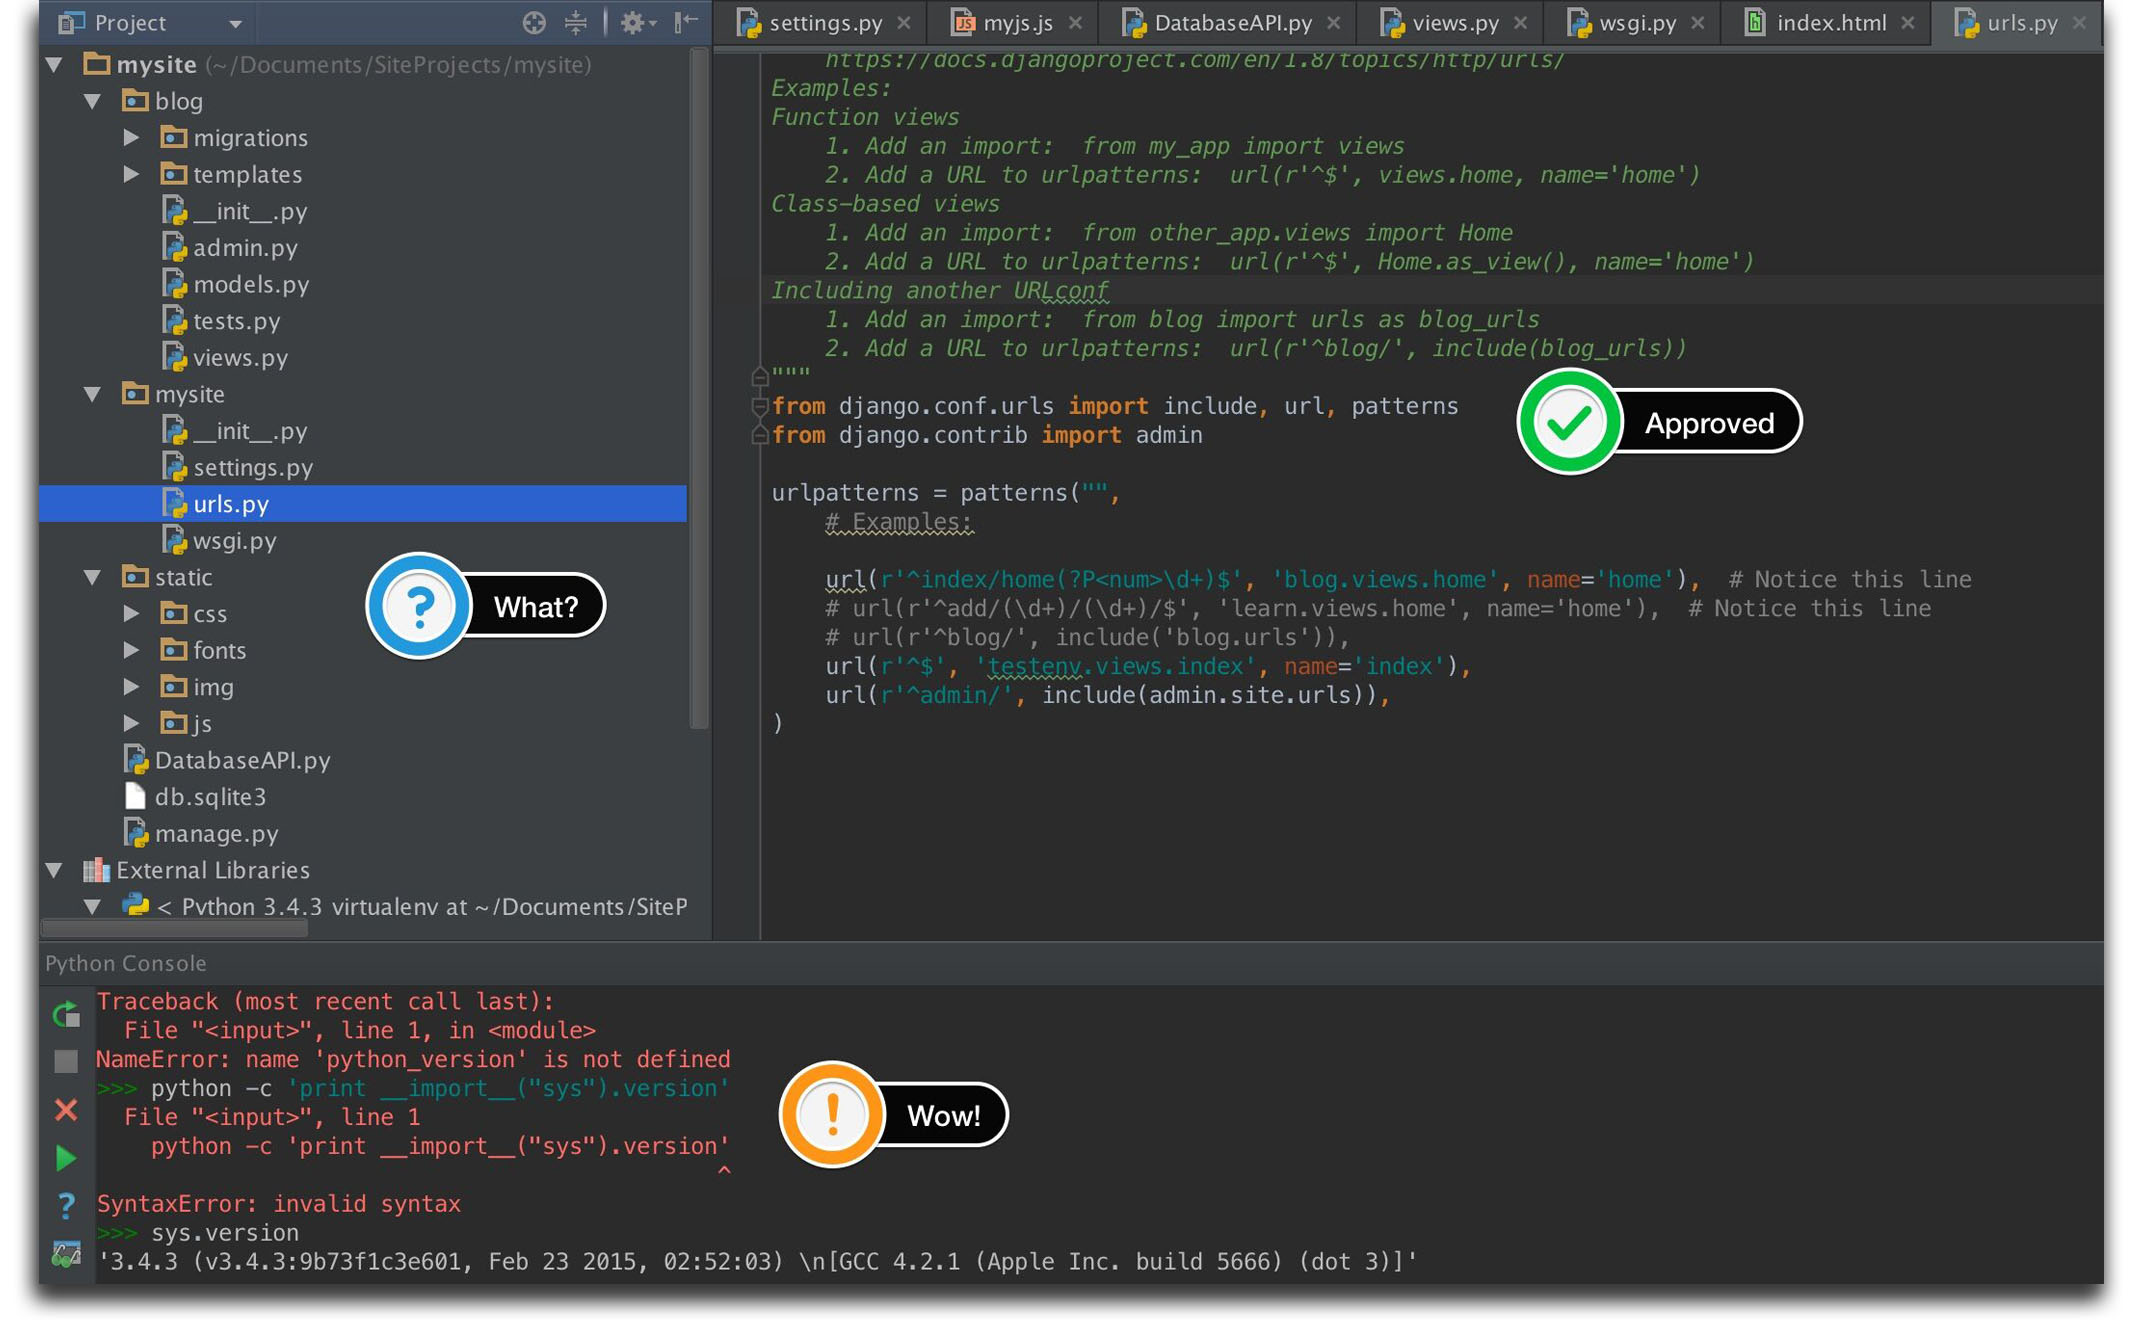 Project
mysite (~/Documents/SiteProjects/mysite)
blog
migrations
templates
__init__.py
admin.py
models.py
tests.py
views.py
mysite
__init__.py
settings.py
urls.py
wsgi.py
static
css
fonts
img
js
DatabaseAPI.py
db.sqlite3
manage.py
External Libraries
< Python 3.4.3 virtualenv at ~/Documents/SiteP
What?
settings.py myjs.js DatabaseAPI.py views.py wsgi.py index.html urls.py
https://docs.djangoproject.com/en/1.8/topics/http/urls/
Examples:
Function views
1. Add an import:  from my_app import views
2. Add a URL to urlpatterns:  url(r'^$', views.home, name='home')
Class-based views
1. Add an import:  from other_app.views import Home
2. Add a URL to urlpatterns:  url(r'^$', Home.as_view(), name='home')
Including another URLconf
1. Add an import:  from blog import urls as blog_urls
2. Add a URL to urlpatterns:  url(r'^blog/', include(blog_urls))
"""
from django.conf.urls import include, url, patterns
from django.contrib import admin
Approved
urlpatterns = patterns("",
# Examples:
url(r'^index/home(?P<num>\d+)$', 'blog.views.home', name='home'),  # Notice this line
# url(r'^add/(\d+)/(\d+)/$', 'learn.views.home', name='home'),  # Notice this line
# url(r'^blog/', include('blog.urls')),
url(r'^$', 'testenv.views.index', name='index'),
url(r'^admin/', include(admin.site.urls)),
)
Python Console
Traceback (most recent call last):
File "<input>", line 1, in <module>
NameError: name 'python_version' is not defined
>>> python -c 'print __import__("sys").version'
File "<input>", line 1
python -c 'print __import__("sys").version'
^
SyntaxError: invalid syntax
>>> sys.version
'3.4.3 (v3.4.3:9b73f1c3e601, Feb 23 2015, 02:52:03) \n[GCC 4.2.1 (Apple Inc. build 5666) (dot 3)]'
Wow!